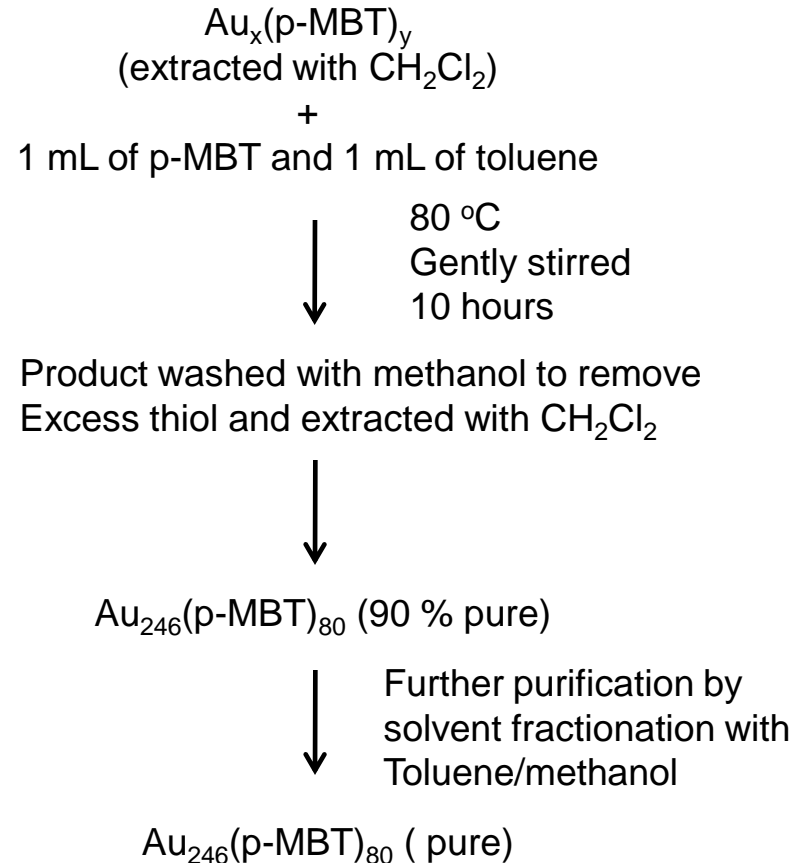 Auₓ(p-MBT)ᵧ
(extracted with CH₂Cl₂)
+
1 mL of p-MBT and 1 mL of toluene
80 ºC
Gently stirred
10 hours
Product washed with methanol to remove
Excess thiol and extracted with CH₂Cl₂
Au₂₄₆(p-MBT)₈₀ (90 % pure)
Further purification by
solvent fractionation with
Toluene/methanol
Au₂₄₆(p-MBT)₈₀ ( pure)